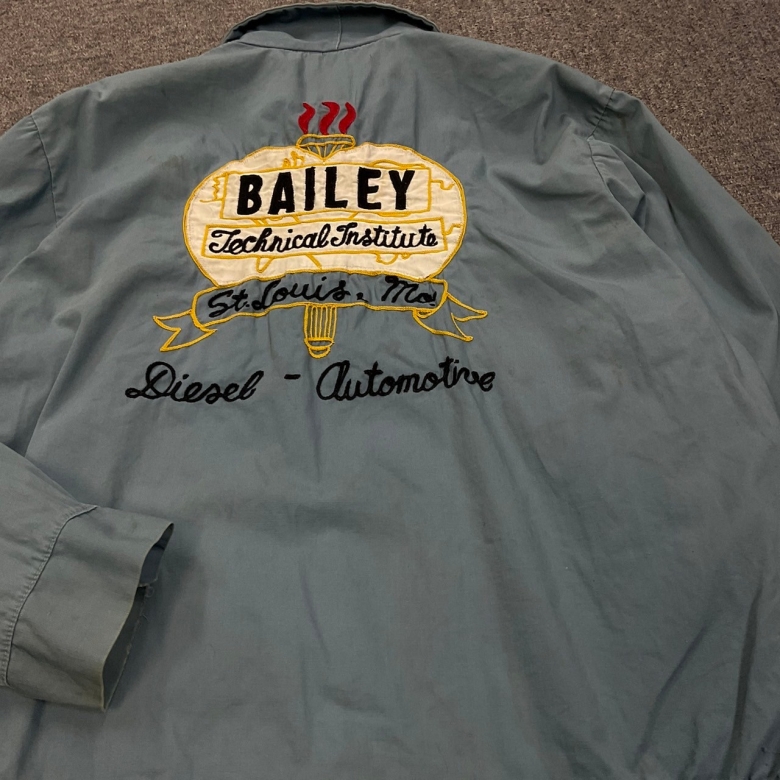 BAILEY
Technical Institute
St. Louis, Mo.
Diesel - Automotive